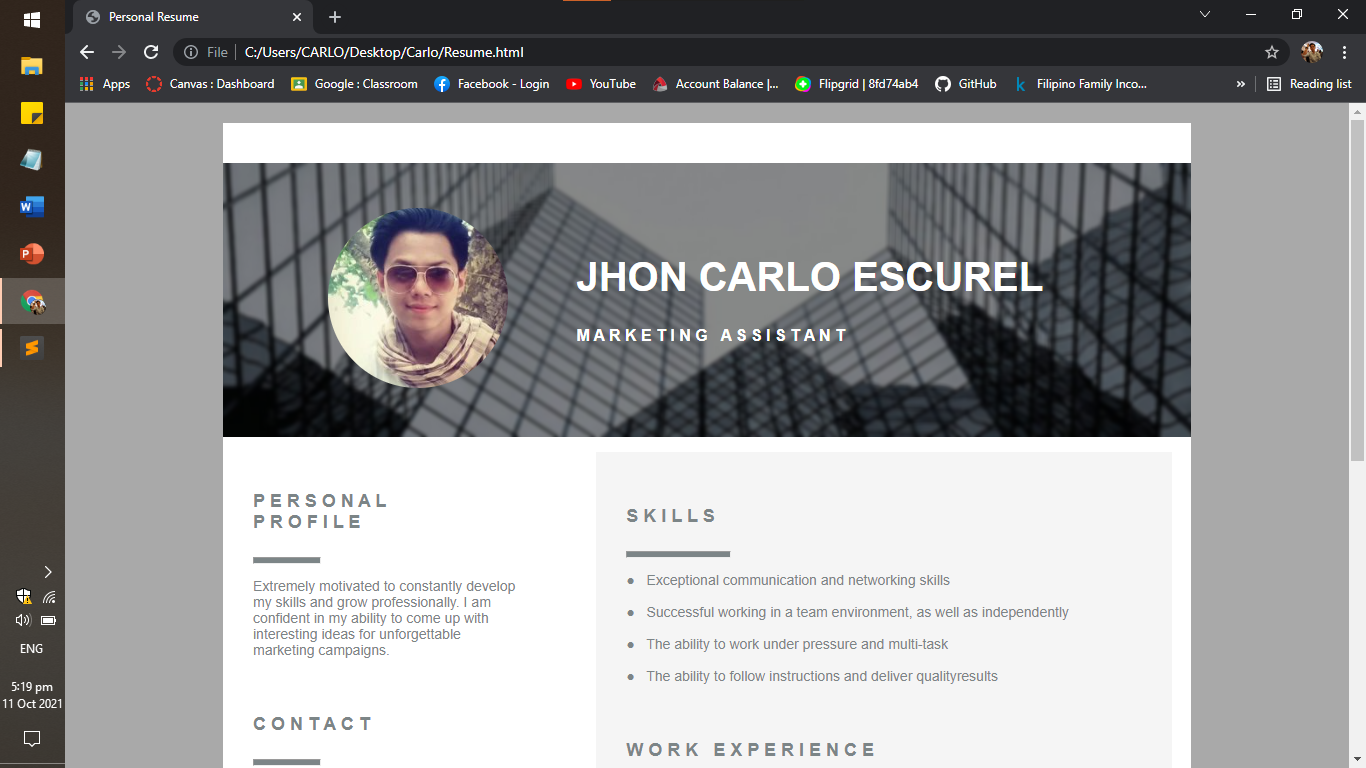 Personal Resume
File
C:/Users/CARLO/Desktop/Carlo/Resume.html
Apps
Canvas : Dashboard
Google : Classroom
Facebook - Login
YouTube
Account Balance |...
Flipgrid | 8fd74ab4
GitHub
Filipino Family Inco...
»
Reading list
JHON CARLO ESCUREL
MARKETING ASSISTANT
PERSONAL
PROFILE
Extremely motivated to constantly develop
my skills and grow professionally. I am
confident in my ability to come up with
interesting ideas for unforgettable
marketing campaigns.
CONTACT
SKILLS
● Exceptional communication and networking skills
● Successful working in a team environment, as well as independently
● The ability to work under pressure and multi-task
● The ability to follow instructions and deliver qualityresults
WORK EXPERIENCE
ENG
5:19 pm
11 Oct 2021